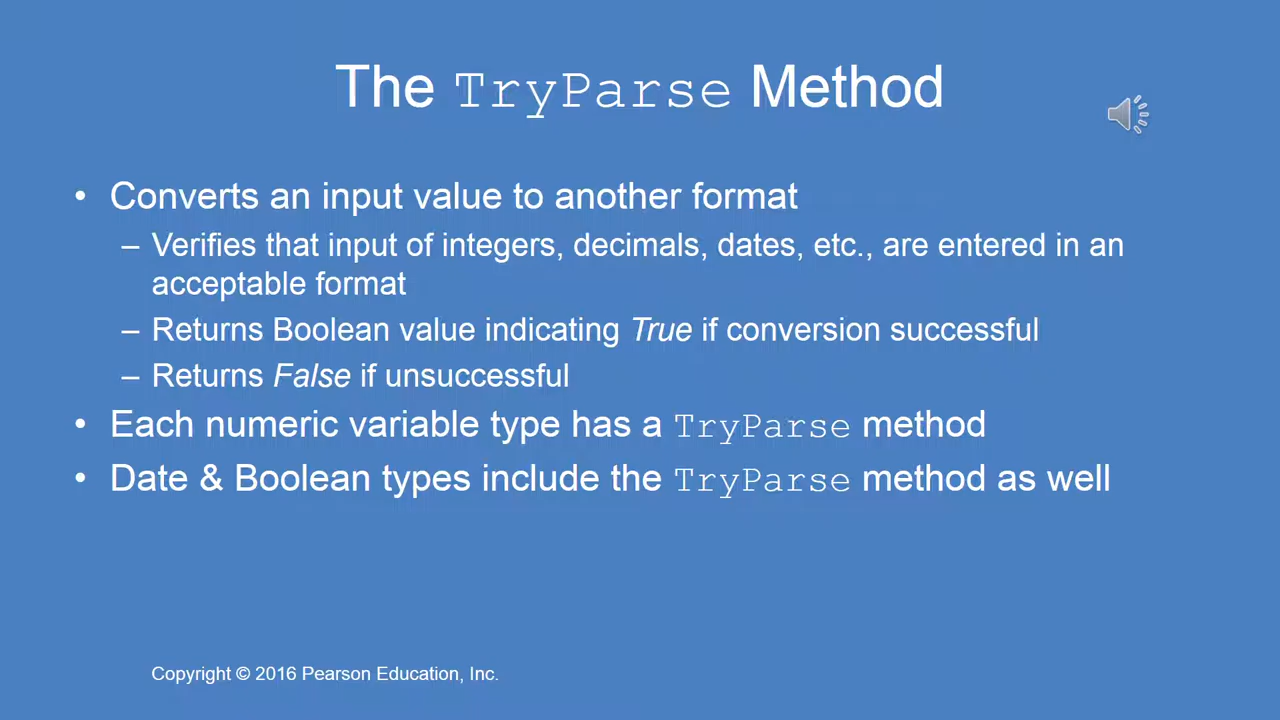 The TryParse Method
• Converts an input value to another format
– Verifies that input of integers, decimals, dates, etc., are entered in an
acceptable format
– Returns Boolean value indicating True if conversion successful
– Returns False if unsuccessful
• Each numeric variable type has a TryParse method
• Date & Boolean types include the TryParse method as well
Copyright © 2016 Pearson Education, Inc.